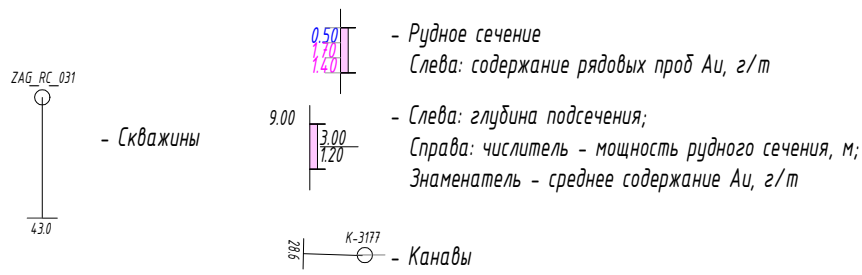 ZAG_RC_031
43.0
- Скважины
0.50
1.70
1.40
- Рудное сечение
Слева: содержание рядовых проб Au, г/т
9.00
3.00
1.20
- Слева: глубина подсечения;
Справа: числитель - мощность рудного сечения, м;
Знаменатель - среднее содержание Au, г/т
28.6
К-3177
- Канавы